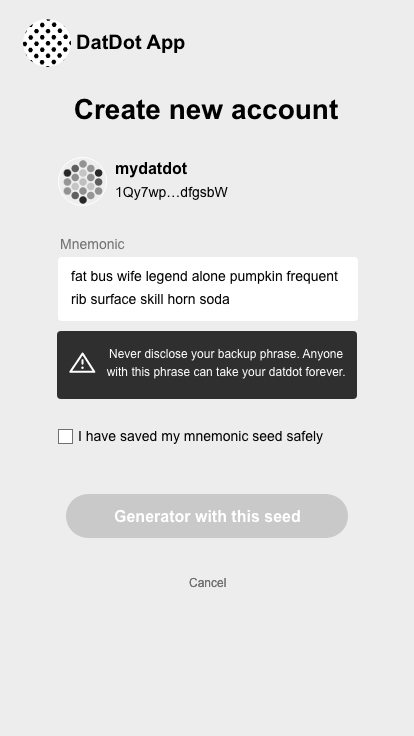 DatDot App
Create new account
mydatdot
1Qy7wp...dfgsbW
Mnemonic
fat bus wife legend alone pumpkin frequent
rib surface skill horn soda
Never disclose your backup phrase. Anyone
with this phrase can take your datdot forever.
I have saved my mnemonic seed safely
Generator with this seed
Cancel